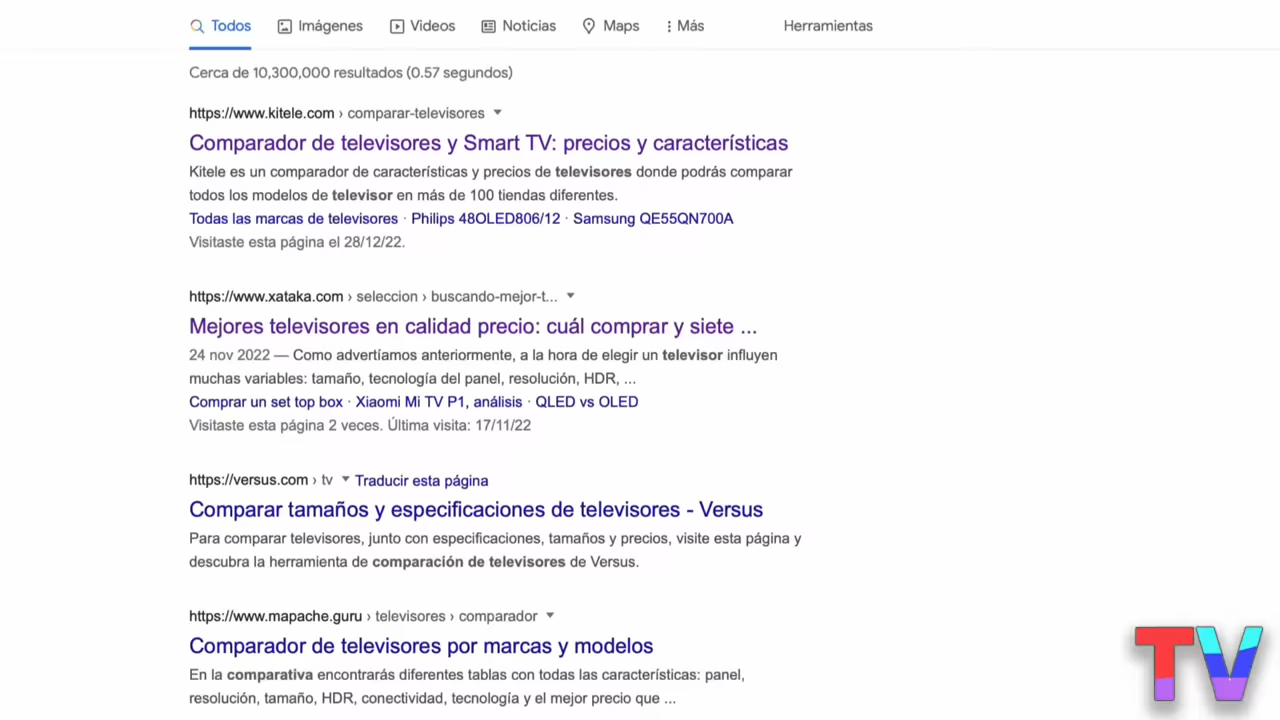 Todos Imágenes Videos Noticias Maps Más Herramientas
Cerca de 10,300,000 resultados (0.57 segundos)
https://www.kitele.com › comparar-televisores
Comparador de televisores y Smart TV: precios y características
Kitele es un comparador de características y precios de televisores donde podrás comparar
todos los modelos de televisor en más de 100 tiendas diferentes.
Todas las marcas de televisores · Philips 48OLED806/12 · Samsung QE55QN700A
Visitaste esta página el 28/12/22.
https://www.xataka.com › seleccion › buscando-mejor-t...
Mejores televisores en calidad precio: cuál comprar y siete ...
24 nov 2022 — Como advertíamos anteriormente, a la hora de elegir un televisor influyen
muchas variables: tamaño, tecnología del panel, resolución, HDR, ...
Comprar un set top box · Xiaomi Mi TV P1, análisis · QLED vs OLED
Visitaste esta página 2 veces. Última visita: 17/11/22
https://versus.com › tv Traducir esta página
Comparar tamaños y especificaciones de televisores - Versus
Para comparar televisores, junto con especificaciones, tamaños y precios, visite esta página y
descubra la herramienta de comparación de televisores de Versus.
https://www.mapache.guru › televisores › comparador
Comparador de televisores por marcas y modelos
En la comparativa encontrarás diferentes tablas con todas las características: panel,
resolución, tamaño, HDR, conectividad, tecnología y el mejor precio que ...
TV